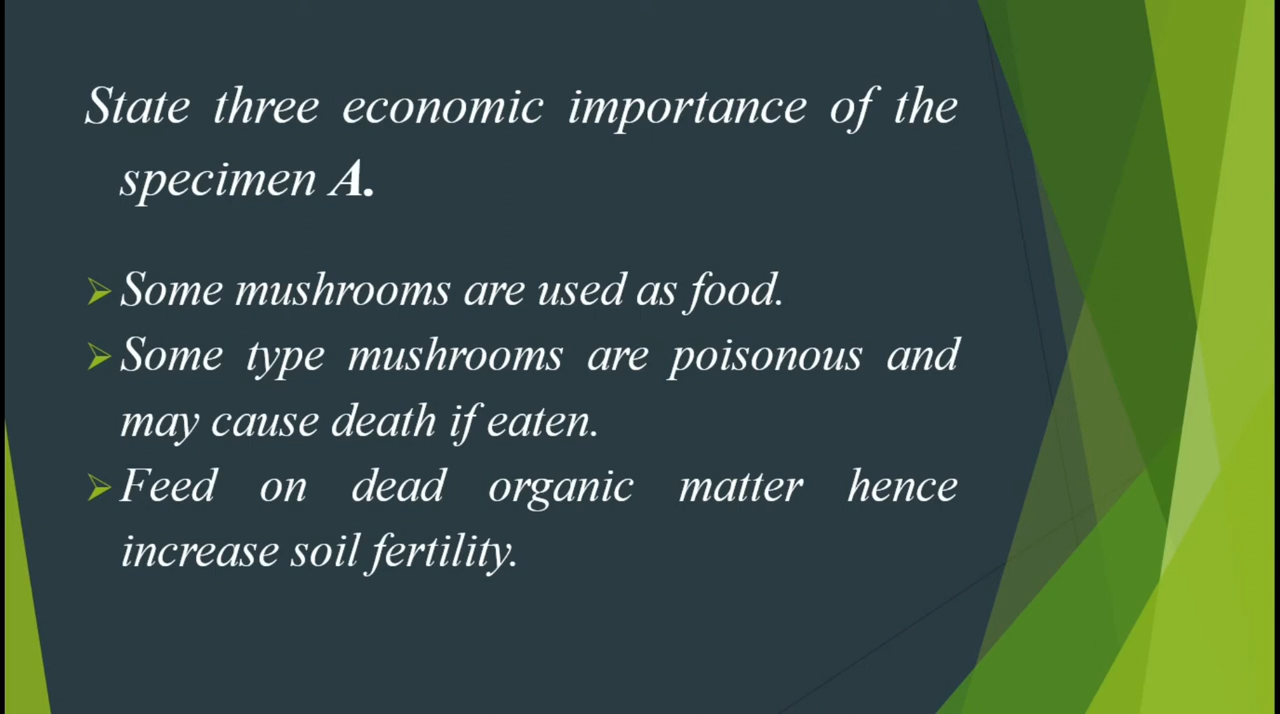 State three economic importance of the
specimen A.
Some mushrooms are used as food.
Some type mushrooms are poisonous and
may cause death if eaten.
Feed on dead organic matter hence
increase soil fertility.